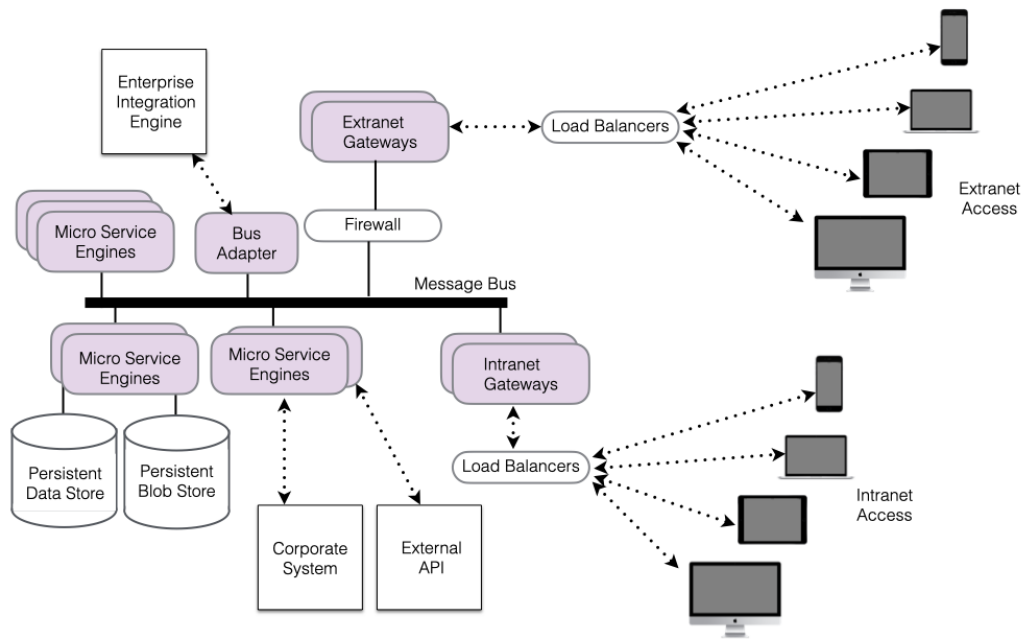 Enterprise
Integration
Engine
Extranet
Gateways
Load Balancers
Extranet
Access
Micro Service
Engines
Bus
Adapter
Firewall
Message Bus
Micro Service
Engines
Micro Service
Engines
Intranet
Gateways
Persistent
Data Store
Persistent
Blob Store
Load Balancers
Intranet
Access
Corporate
System
External
API